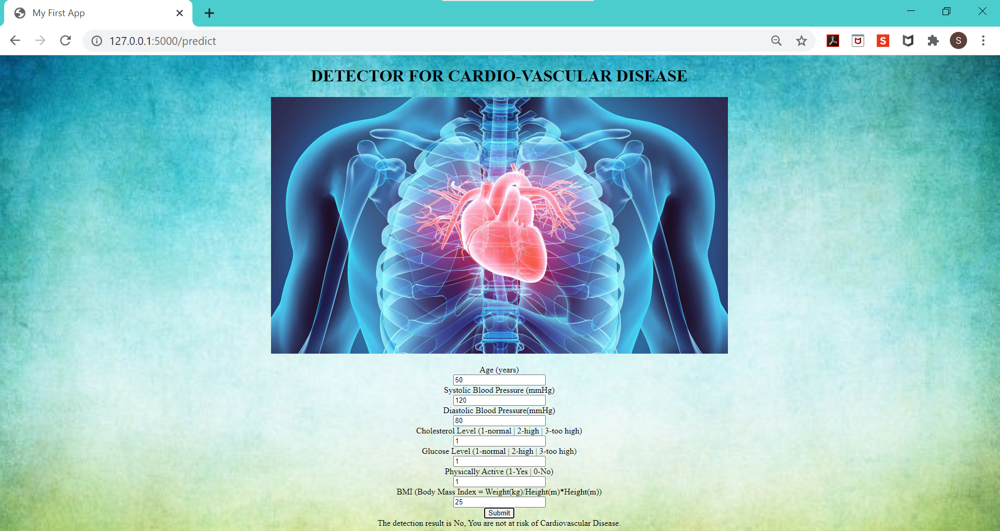 My First App
127.0.0.1:5000/predict
S
S
DETECTOR FOR CARDIO-VASCULAR DISEASE
Age (years)
50
Systolic Blood Pressure (mmHg)
120
Diastolic Blood Pressure(mmHg)
80
Cholesterol Level (1-normal | 2-high | 3-too high)
1
Glucose Level (1-normal | 2-high | 3-too high)
1
Physically Active (1-Yes | 0-No)
1
BMI (Body Mass Index = Weight(kg)/Height(m)*Height(m))
25
Submit
The detection result is No, You are not at risk of Cardiovascular Disease.